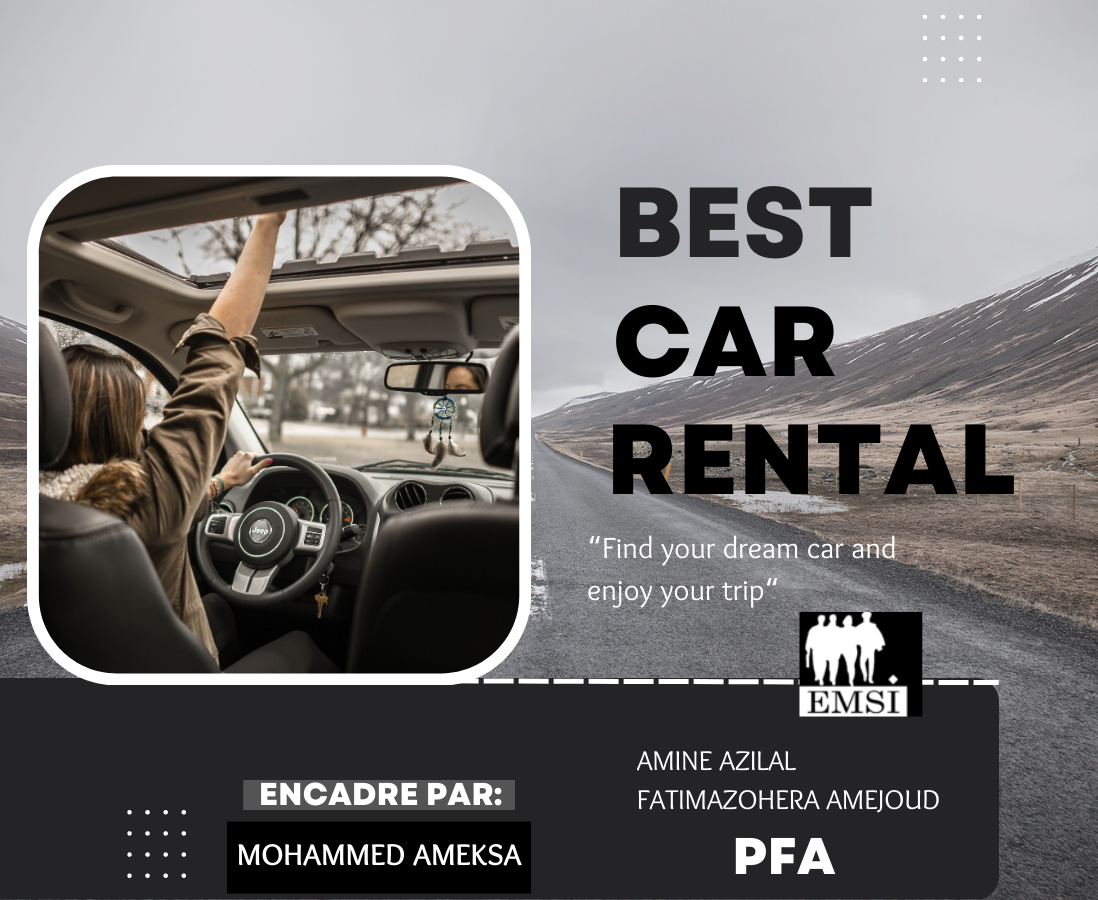 BEST
CAR
RENTAL
“Find your dream car and
enjoy your trip“
EMSI
AMINE AZILAL
FATIMAZOHERA AMEJOUD
PFA
ENCADRE PAR:
MOHAMMED AMEKSA
Jeep